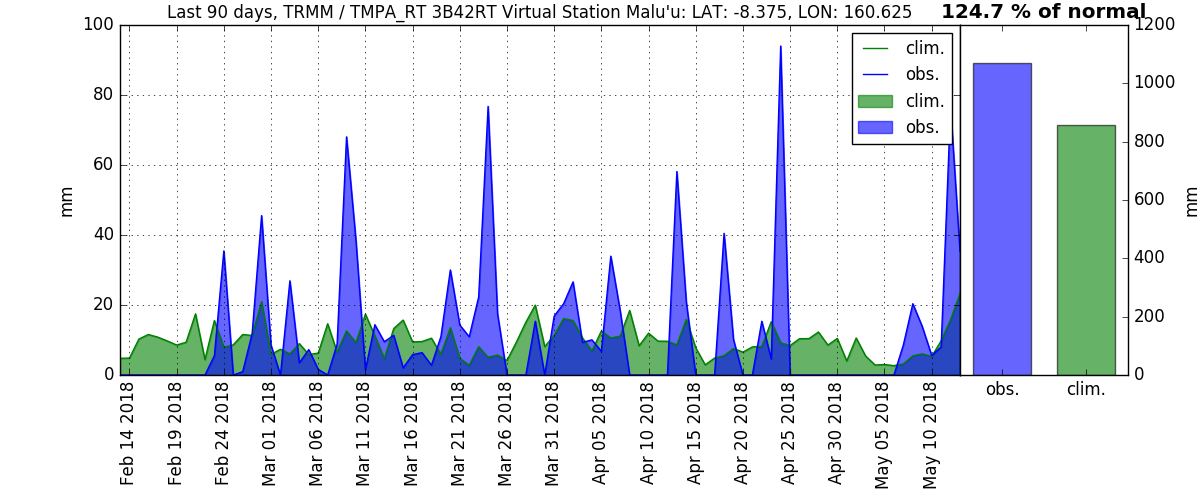 Last 90 days, TRMM / TMPA_RT 3B42RT Virtual Station Malu'u: LAT: -8.375, LON: 160.625
124.7 % of normal
100
80
60
40
20
0
mm
clim.
obs.
clim.
obs.
1200
1000
800
600
400
200
0
mm
Feb 14 2018
Feb 19 2018
Feb 24 2018
Mar 01 2018
Mar 06 2018
Mar 11 2018
Mar 16 2018
Mar 21 2018
Mar 26 2018
Mar 31 2018
Apr 05 2018
Apr 10 2018
Apr 15 2018
Apr 20 2018
Apr 25 2018
Apr 30 2018
May 05 2018
May 10 2018
obs.
clim.